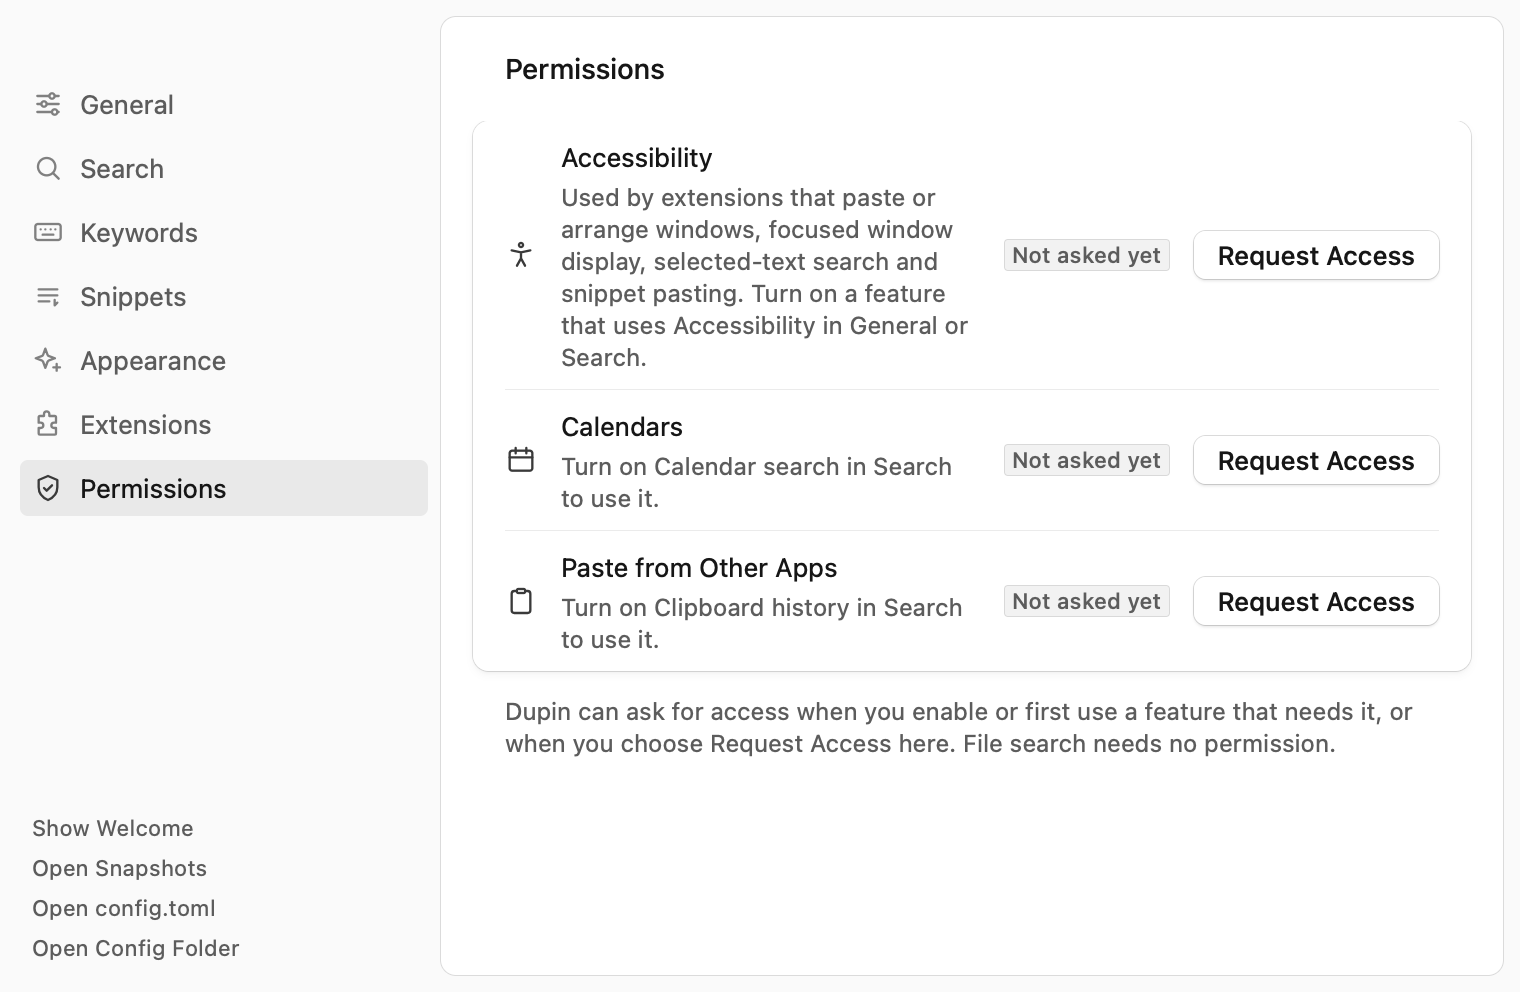 General
Search
Keywords
Snippets
Appearance
Extensions
Permissions
Show Welcome
Open Snapshots
Open config.toml
Open Config Folder
Permissions
Accessibility
Used by extensions that paste or
arrange windows, focused window
display, selected-text search and
snippet pasting. Turn on a feature
that uses Accessibility in General or
Search.
Not asked yet
Request Access
Calendars
Turn on Calendar search in Search
to use it.
Not asked yet
Request Access
Paste from Other Apps
Turn on Clipboard history in Search
to use it.
Not asked yet
Request Access
Dupin can ask for access when you enable or first use a feature that needs it, or
when you choose Request Access here. File search needs no permission.